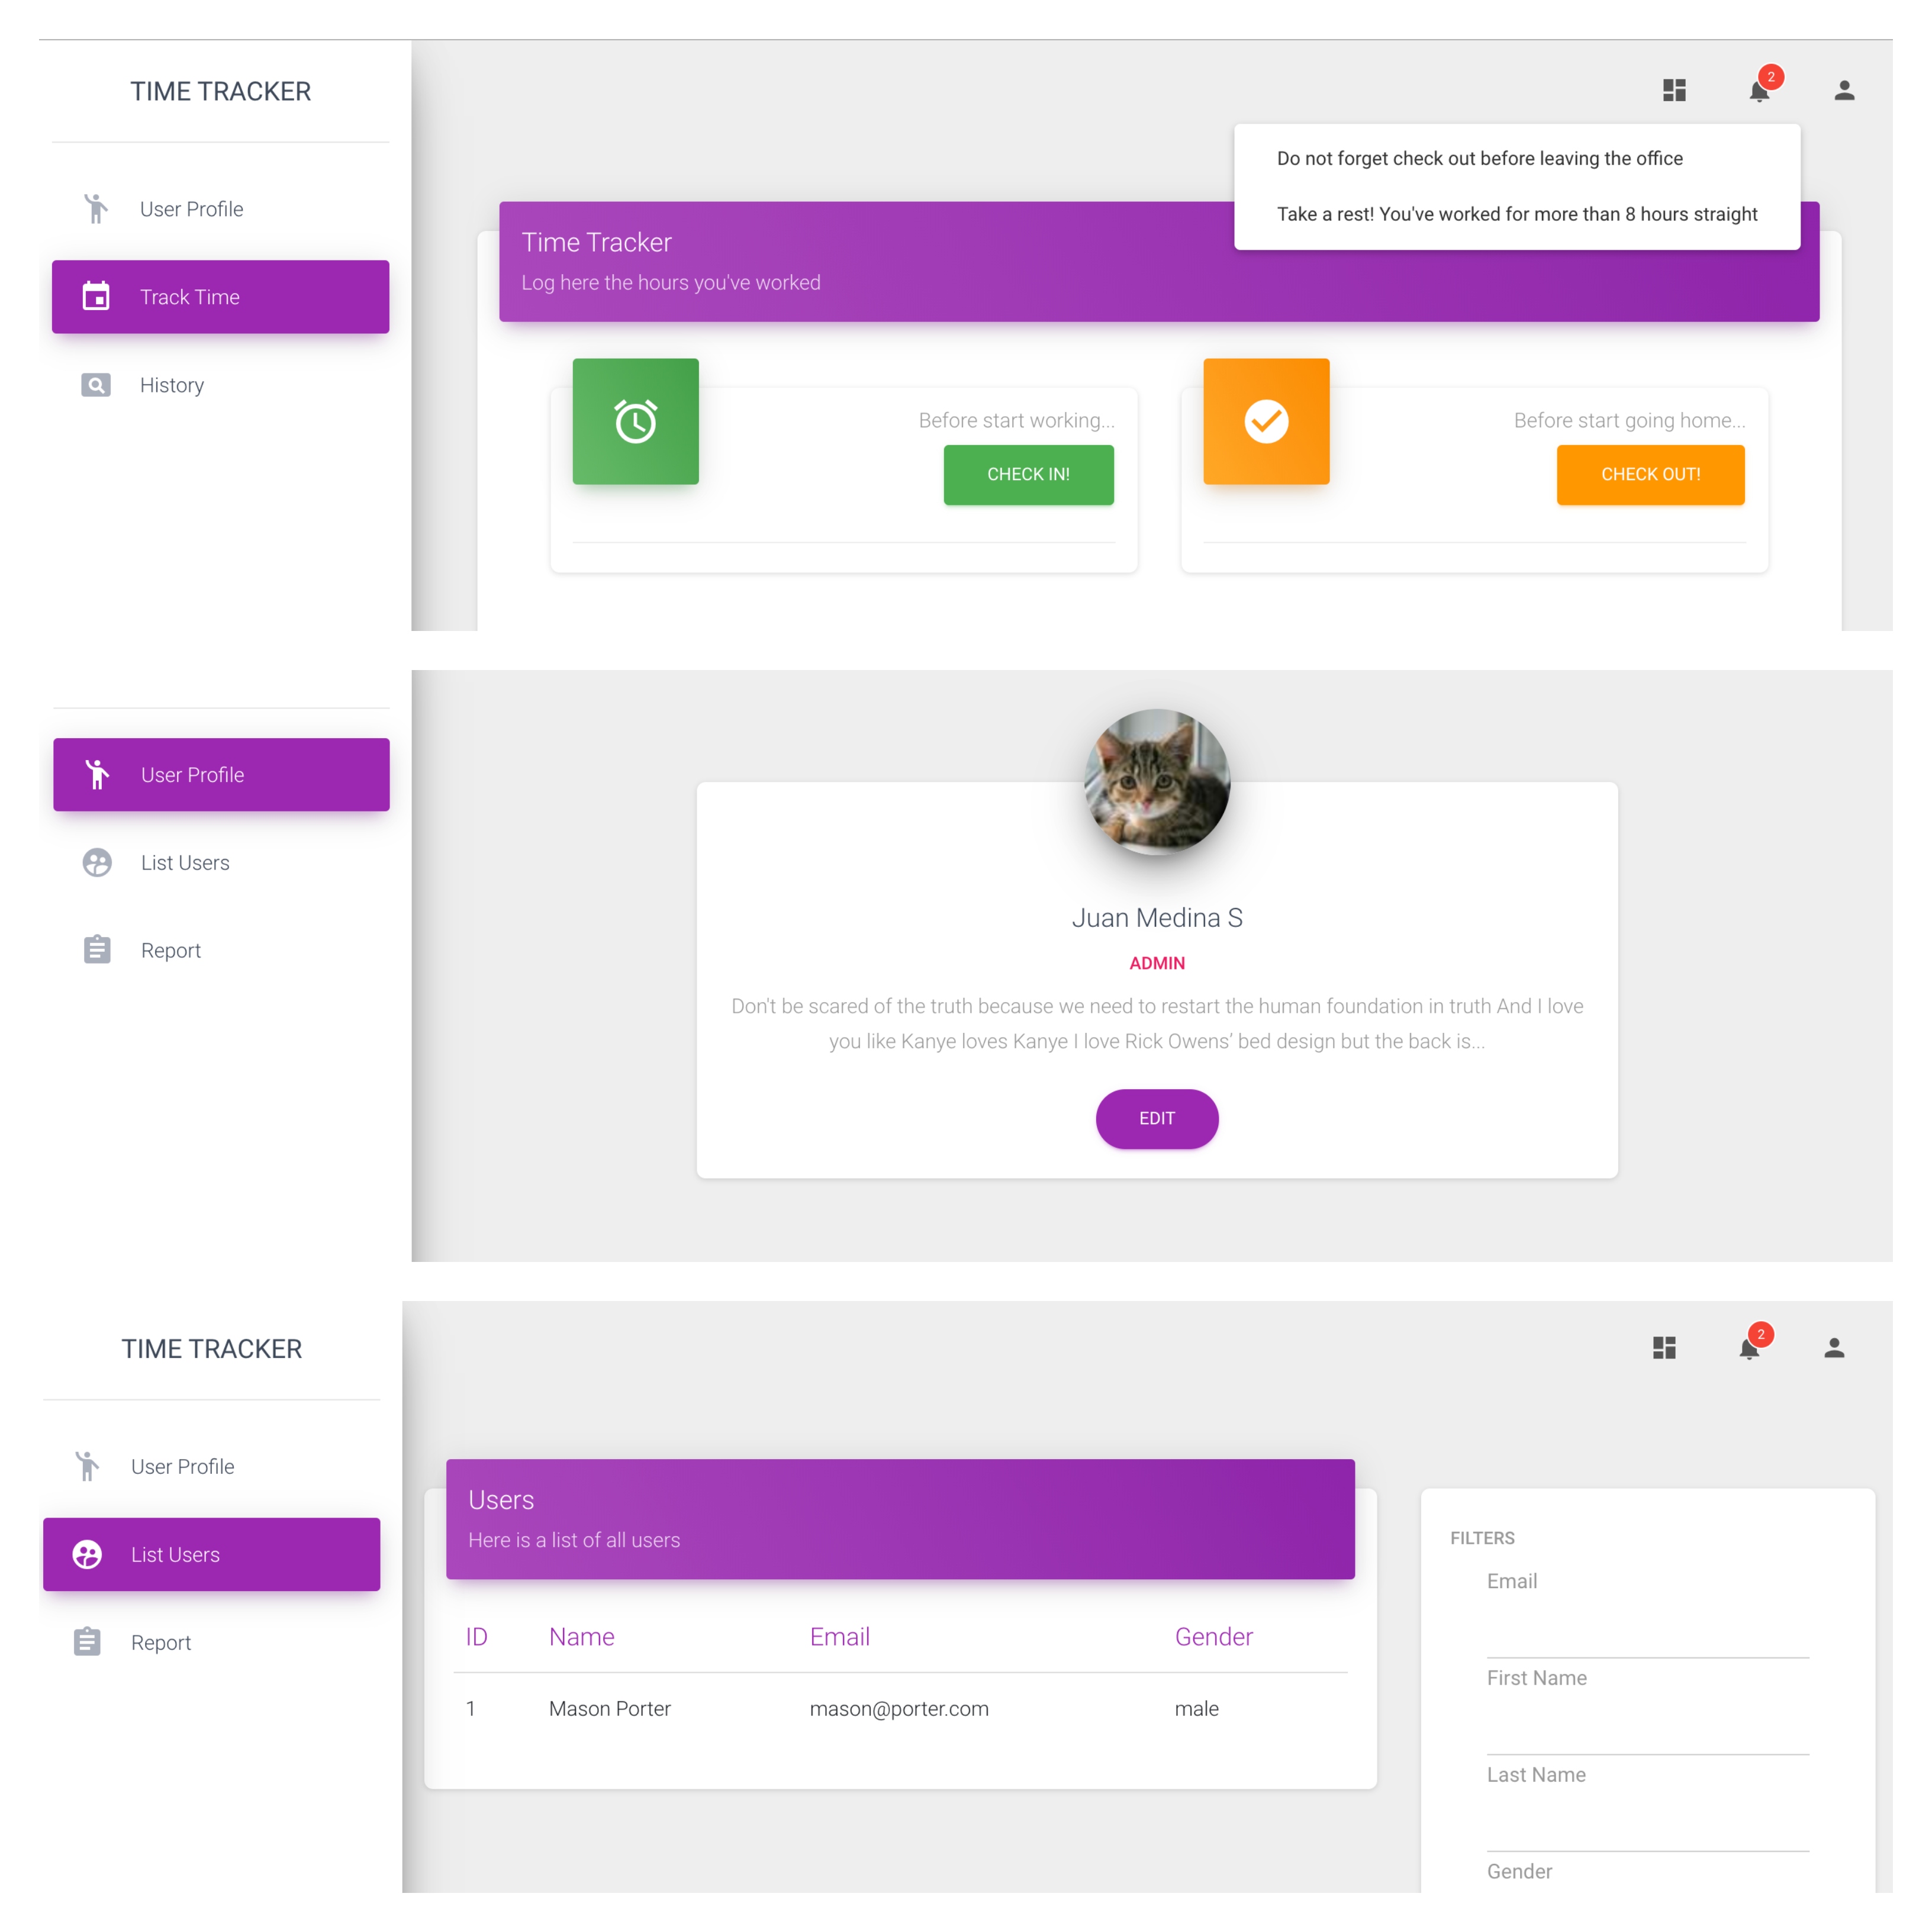 TIME TRACKER
2
Do not forget check out before leaving the office
Take a rest! You've worked for more than 8 hours straight
User Profile
Track Time
History
Time Tracker
Log here the hours you've worked
Before start working...
CHECK IN!
Before start going home...
CHECK OUT!
User Profile
List Users
Report
Juan Medina S
ADMIN
Don't be scared of the truth because we need to restart the human foundation in truth And I love
you like Kanye loves Kanye I love Rick Owens’ bed design but the back is...
EDIT
TIME TRACKER
2
User Profile
List Users
Report
Users
Here is a list of all users
ID Name Email Gender
1 Mason Porter mason@porter.com male
FILTERS
Email
First Name
Last Name
Gender